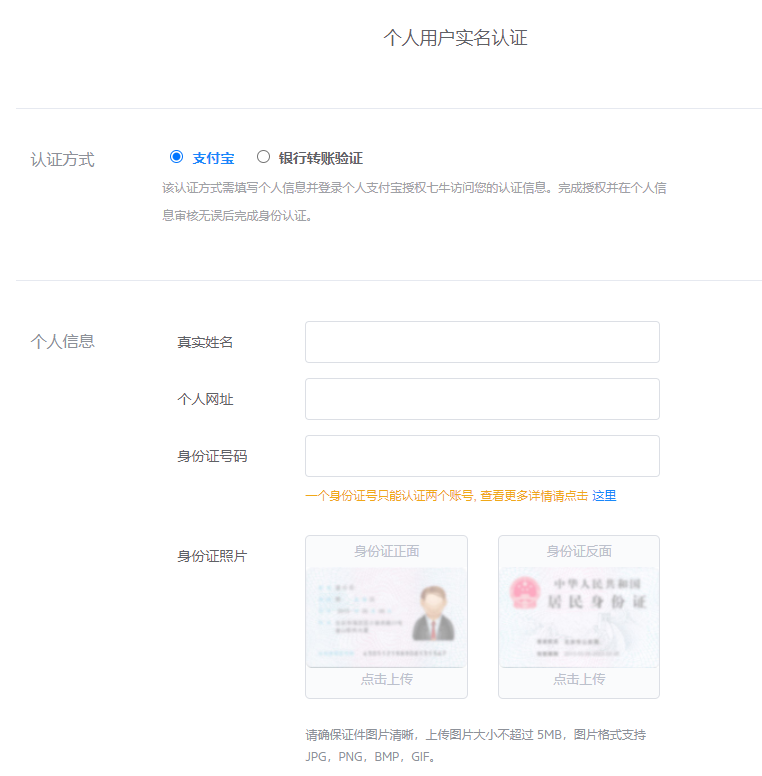 个人用户实名认证
认证方式
支付宝 银行转账验证
该认证方式需填写个人信息并登录个人支付宝授权七牛访问您的认证信息。完成授权并在个人信
息审核无误后完成身份认证。
个人信息
真实姓名
个人网址
身份证号码
一个身份证号只能认证两个账号, 查看更多详情请点击 这里
身份证照片
身份证正面
点击上传
身份证反面
中华人民共和国
居民身份证
点击上传
请确保证件图片清晰，上传图片大小不超过 5MB，图片格式支持
JPG，PNG，BMP，GIF。